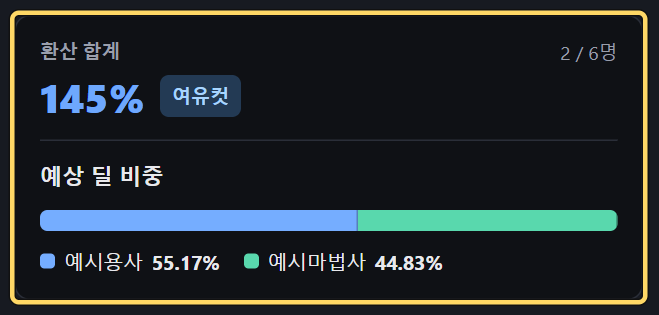 환산 합계 2 / 6명
145% 여유컷
예상 딜 비중
예시용사 55.17% 예시마법사 44.83%